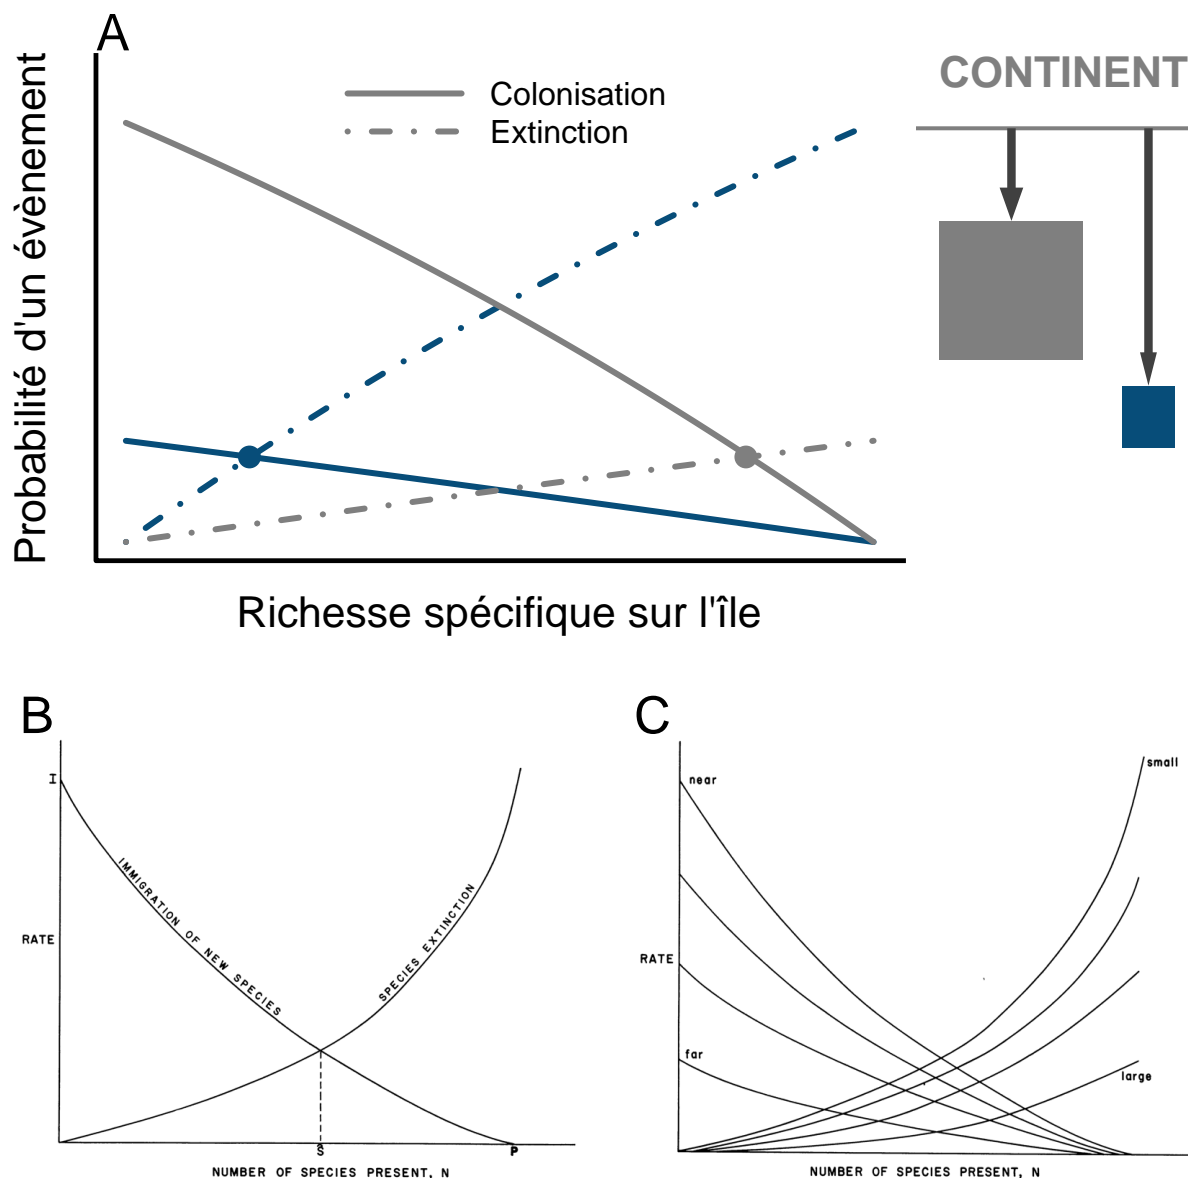 A
CONTINENT
Probabilité d'un évènement
Colonisation
Extinction
Richesse spécifique sur l'île
B
I
IMMIGRATION OF NEW SPECIES
SPECIES EXTINCTION
RATE
Ŝ
P
NUMBER OF SPECIES PRESENT, N
C
near
small
RATE
far
large
NUMBER OF SPECIES PRESENT, N